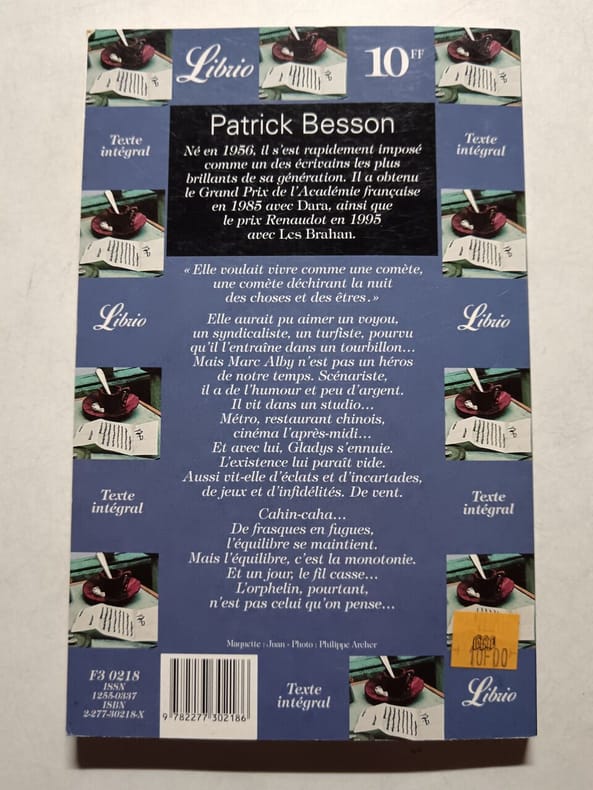 Librio
10 FF
Texte
intégral
Texte
intégral
Patrick Besson
Né en 1956, il s'est rapidement imposé
comme un des écrivains les plus
brillants de sa génération. Il a obtenu
le Grand Prix de l'Académie française
en 1985 avec Dara, ainsi que
le prix Renaudot en 1995
avec Les Brahan.
« Elle voulait vivre comme une comète,
une comète déchirant la nuit
des choses et des êtres. »
Librio
Librio
Elle aurait pu aimer un voyou,
un syndicaliste, un turfiste, pourvu
qu'il l'entraîne dans un tourbillon...
Mais Marc Alby n'est pas un héros
de notre temps. Scénariste,
il a de l'humour et peu d'argent.
Il vit dans un studio...
Métro, restaurant chinois,
cinéma l'après-midi...
Et avec lui, Gladys s'ennuie.
L'existence lui paraît vide.
Aussi vit-elle d'éclats et d'incartades,
de jeux et d'infidélités. De vent.
Texte
intégral
Texte
intégral
Cahin-caha...
De frasques en fugues,
l'équilibre se maintient.
Mais l'équilibre, c'est la monotonie.
Et un jour, le fil casse...
L'orphelin, pourtant,
n'est pas celui qu'on pense...
Maquette : Juan - Photo : Philippe Archer
10F00
F3 0218
ISSN
1255-0337
ISBN
2-277-30218-X
9 782277 302186
Texte
intégral
Librio